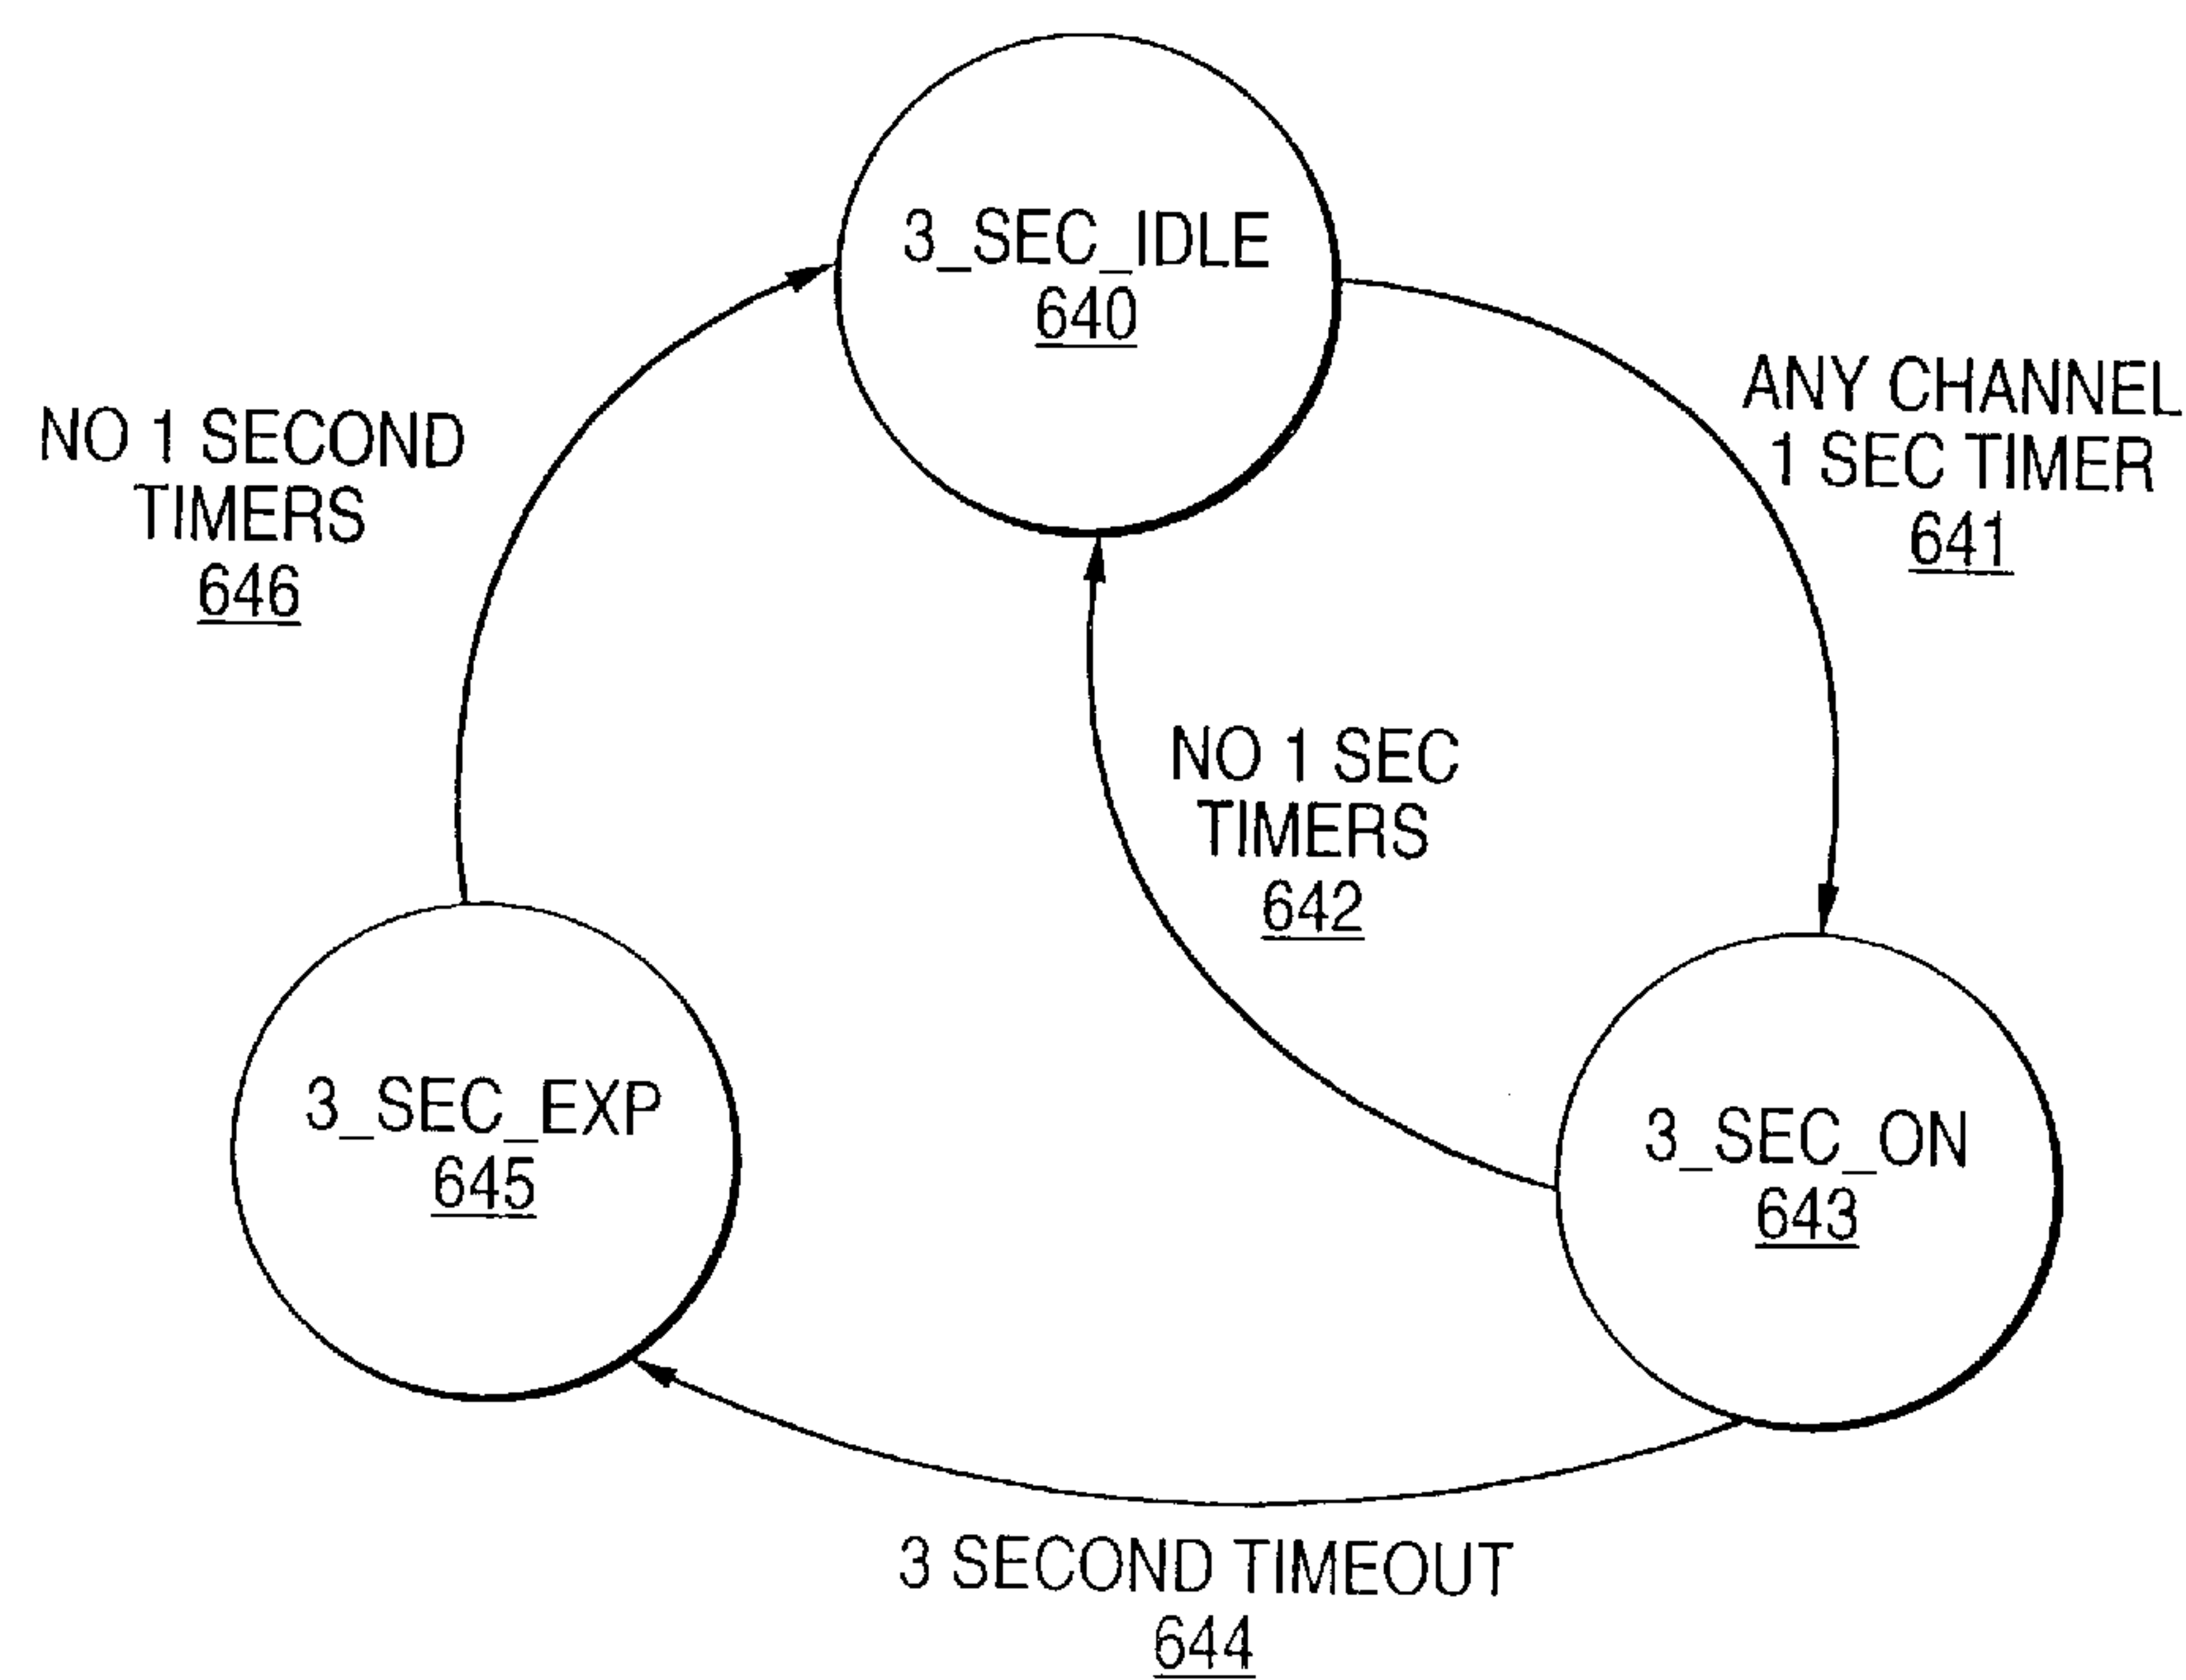 3_SEC_IDLE
640
ANY CHANNEL
1 SEC TIMER
641
NO 1 SECOND
TIMERS
646
NO 1 SEC
TIMERS
642
3_SEC_EXP
645
3_SEC_ON
643
3 SECOND TIMEOUT
644